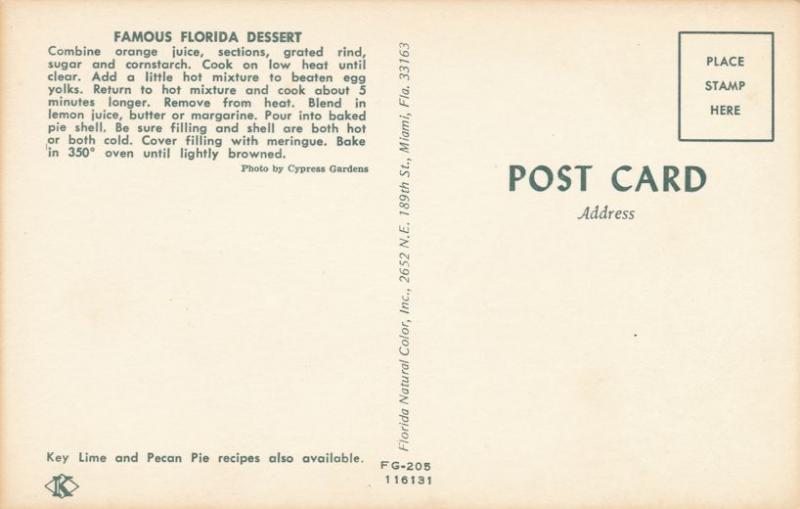 FAMOUS FLORIDA DESSERT
Combine orange juice, sections, grated rind,
sugar and cornstarch. Cook on low heat until
clear. Add a little hot mixture to beaten egg
yolks. Return to hot mixture and cook about 5
minutes longer. Remove from heat. Blend in
lemon juice, butter or margarine. Pour into baked
pie shell. Be sure filling and shell are both hot
or both cold. Cover filling with meringue. Bake
in 350° oven until lightly browned.
Photo by Cypress Gardens
Key Lime and Pecan Pie recipes also available.
K
Florida Natural Color, Inc., 2652 N.E. 189th St., Miami, Fla. 33163
FG-205
116131
PLACE
STAMP
HERE
POST CARD
Address